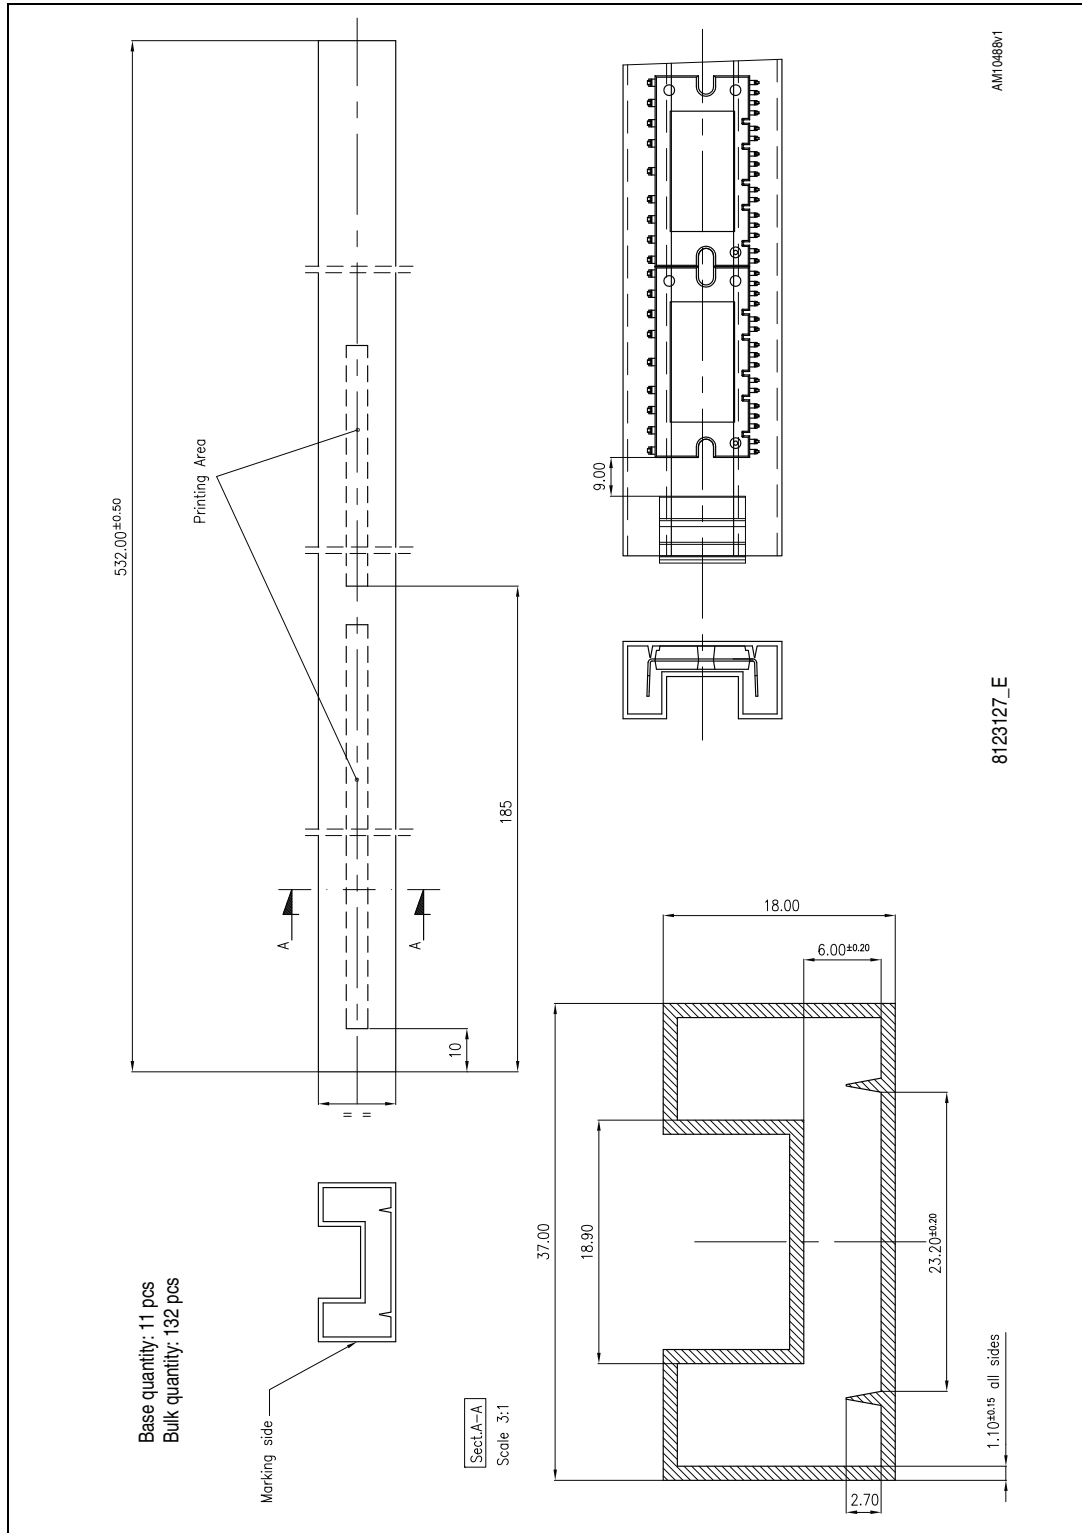 Base quantity: 11 pcs
Bulk quantity: 132 pcs
Marking side
532.00±0.50
Printing Area
A
A
= =
10
185
Sect.A-A
Scale 3:1
37.00
18.90
18.00
6.00±0.20
23.20±0.20
2.70
1.10±0.15 all sides
9.00
8123127_E
AM10488v1